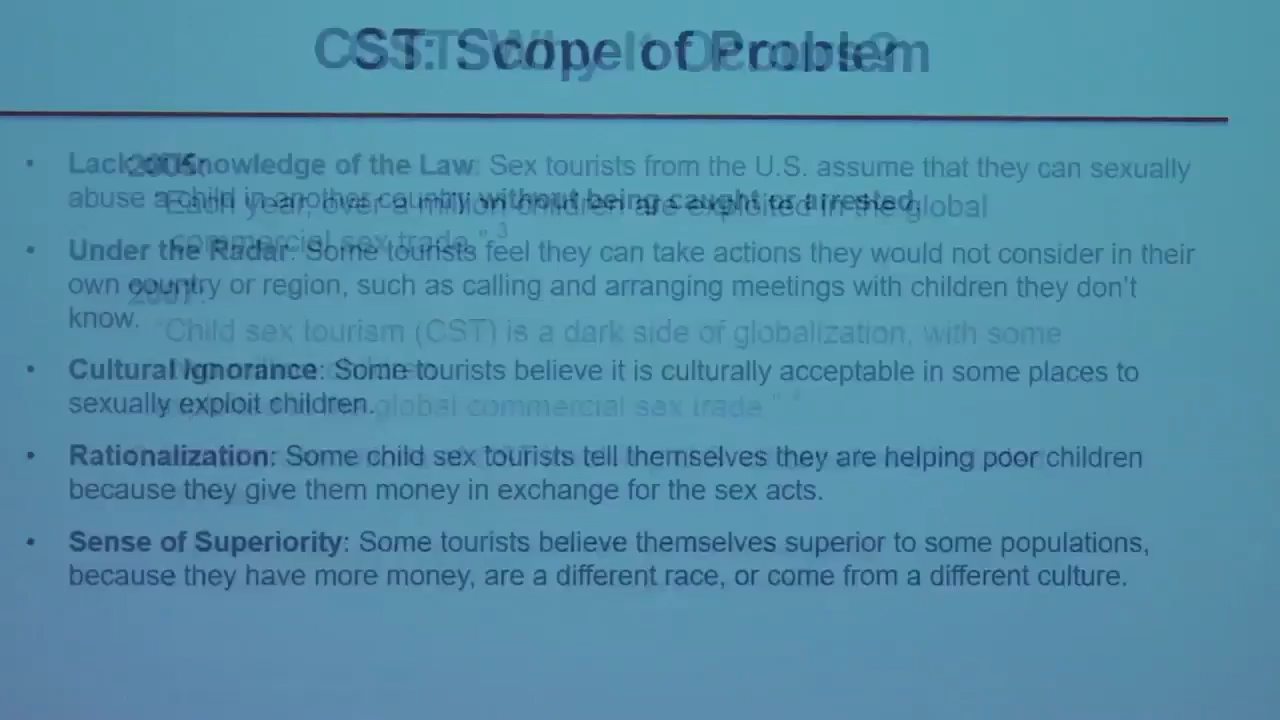 CST: Scope of Problem
Lack of Knowledge of the Law: Sex tourists from the U.S. assume that they can sexually
abuse a child in another country without being caught or arrested.
Each year, over a million children are exploited in the global
commercial sex trade." 3
Under the Radar: Some tourists feel they can take actions they would not consider in their
own country or region, such as calling and arranging meetings with children they don't
know.
2007:
"Child sex tourism (CST) is a dark side of globalization, with some
Cultural Ignorance: Some tourists believe it is culturally acceptable in some places to
sexually exploit children.
global commercial sex trade."
Rationalization: Some child sex tourists tell themselves they are helping poor children
because they give them money in exchange for the sex acts.
Sense of Superiority: Some tourists believe themselves superior to some populations,
because they have more money, are a different race, or come from a different culture.